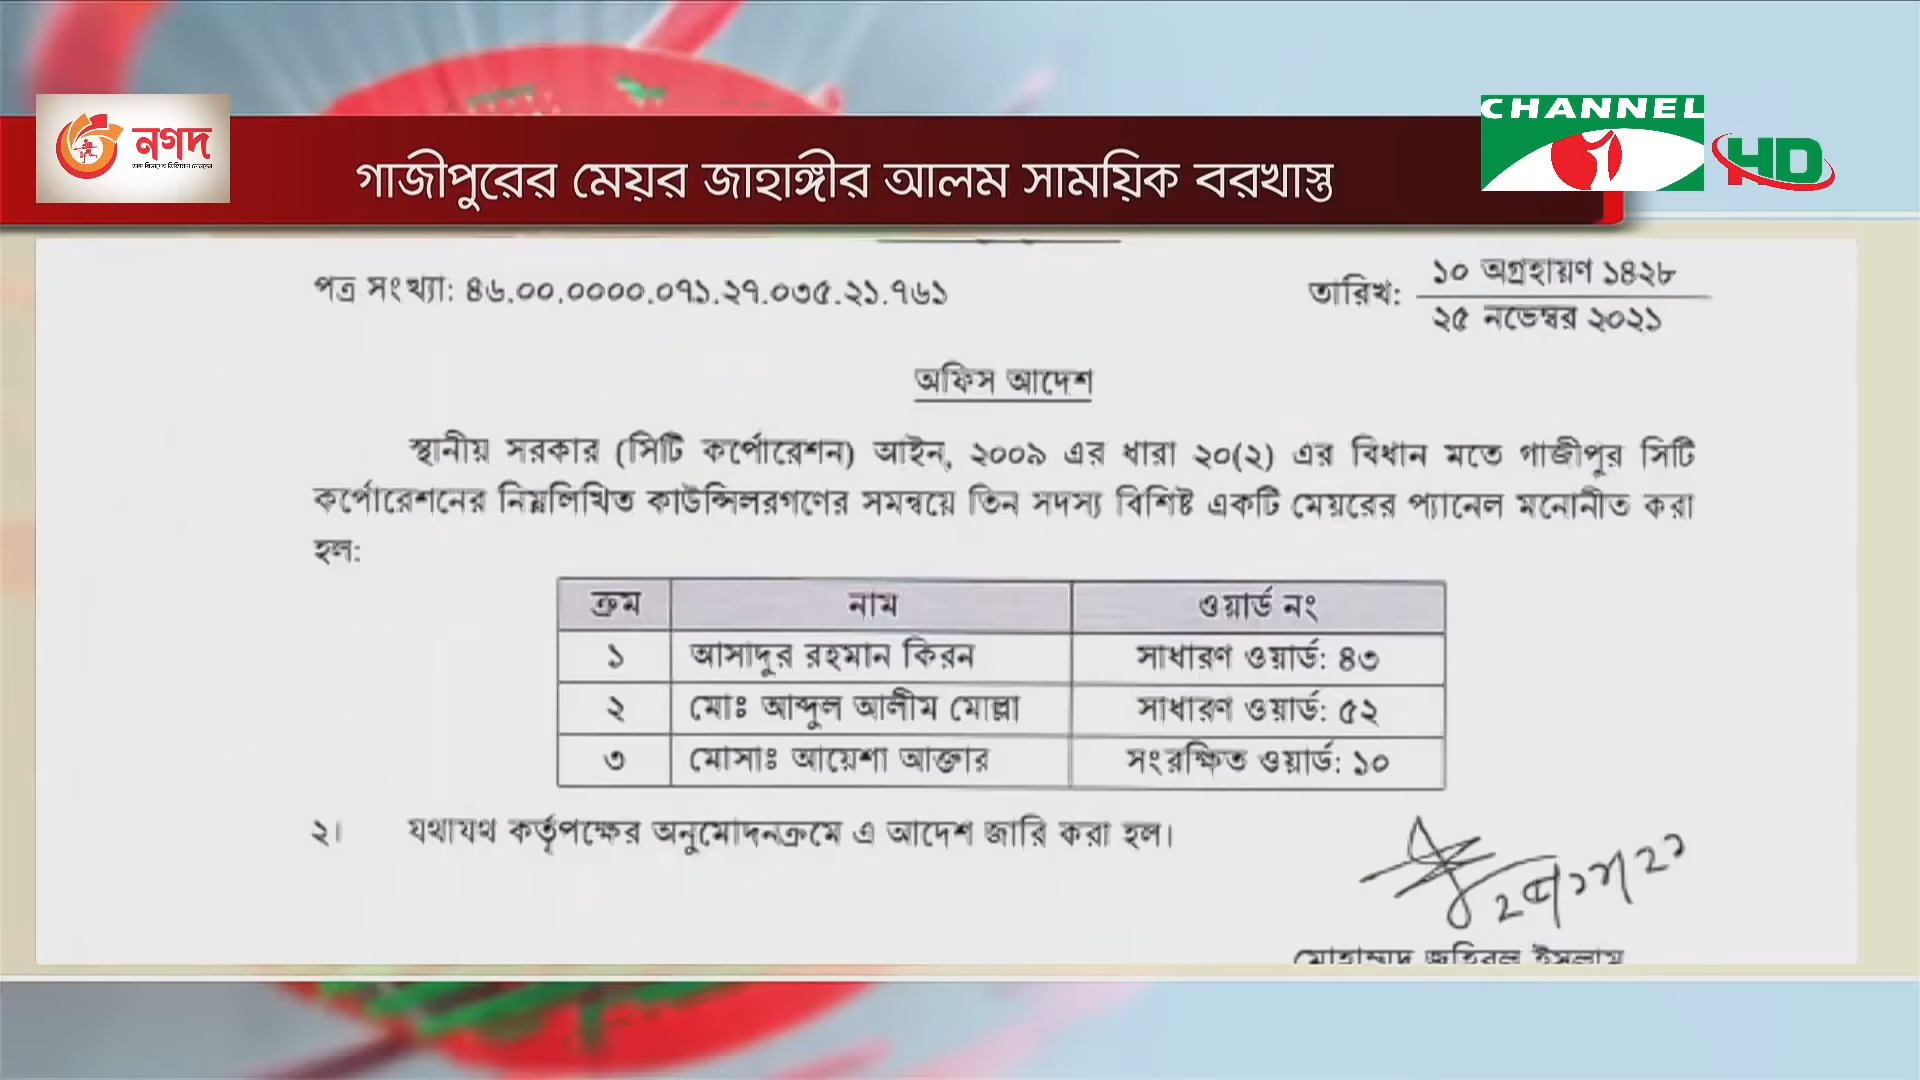 নগদ
CHANNEL
HD
গাজীপুরের মেয়র জাহাঙ্গীর আলম সাময়িক বরখাস্ত
পত্র সংখ্যা: ৪৬.০০.০০০০.০৭১.২৭.০৩৫.২১.৭৬১
তারিখ: ১০ অগ্রহায়ণ ১৪২৮
২৫ নভেম্বর ২০২১
অফিস আদেশ
স্থানীয় সরকার (সিটি কর্পোরেশন) আইন, ২০০৯ এর ধারা ২০(২) এর বিধান মতে গাজীপুর সিটি
কর্পোরেশনের নিম্নলিখিত কাউন্সিলরগণের সমন্বয়ে তিন সদস্য বিশিষ্ট একটি মেয়রের প্যানেল মনোনীত করা
হল:
ক্রম নাম ওয়ার্ড নং
১ আসাদুর রহমান কিরন সাধারণ ওয়ার্ড: ৪৩
২ মোঃ আব্দুল আলীম মোল্লা সাধারণ ওয়ার্ড: ৫২
৩ মোসাঃ আয়েশা আক্তার সংরক্ষিত ওয়ার্ড: ১০
২। যথাযথ কর্তৃপক্ষের অনুমোদনক্রমে এ আদেশ জারি করা হল।
মোহাম্মদ জহিরুল ইসলাম